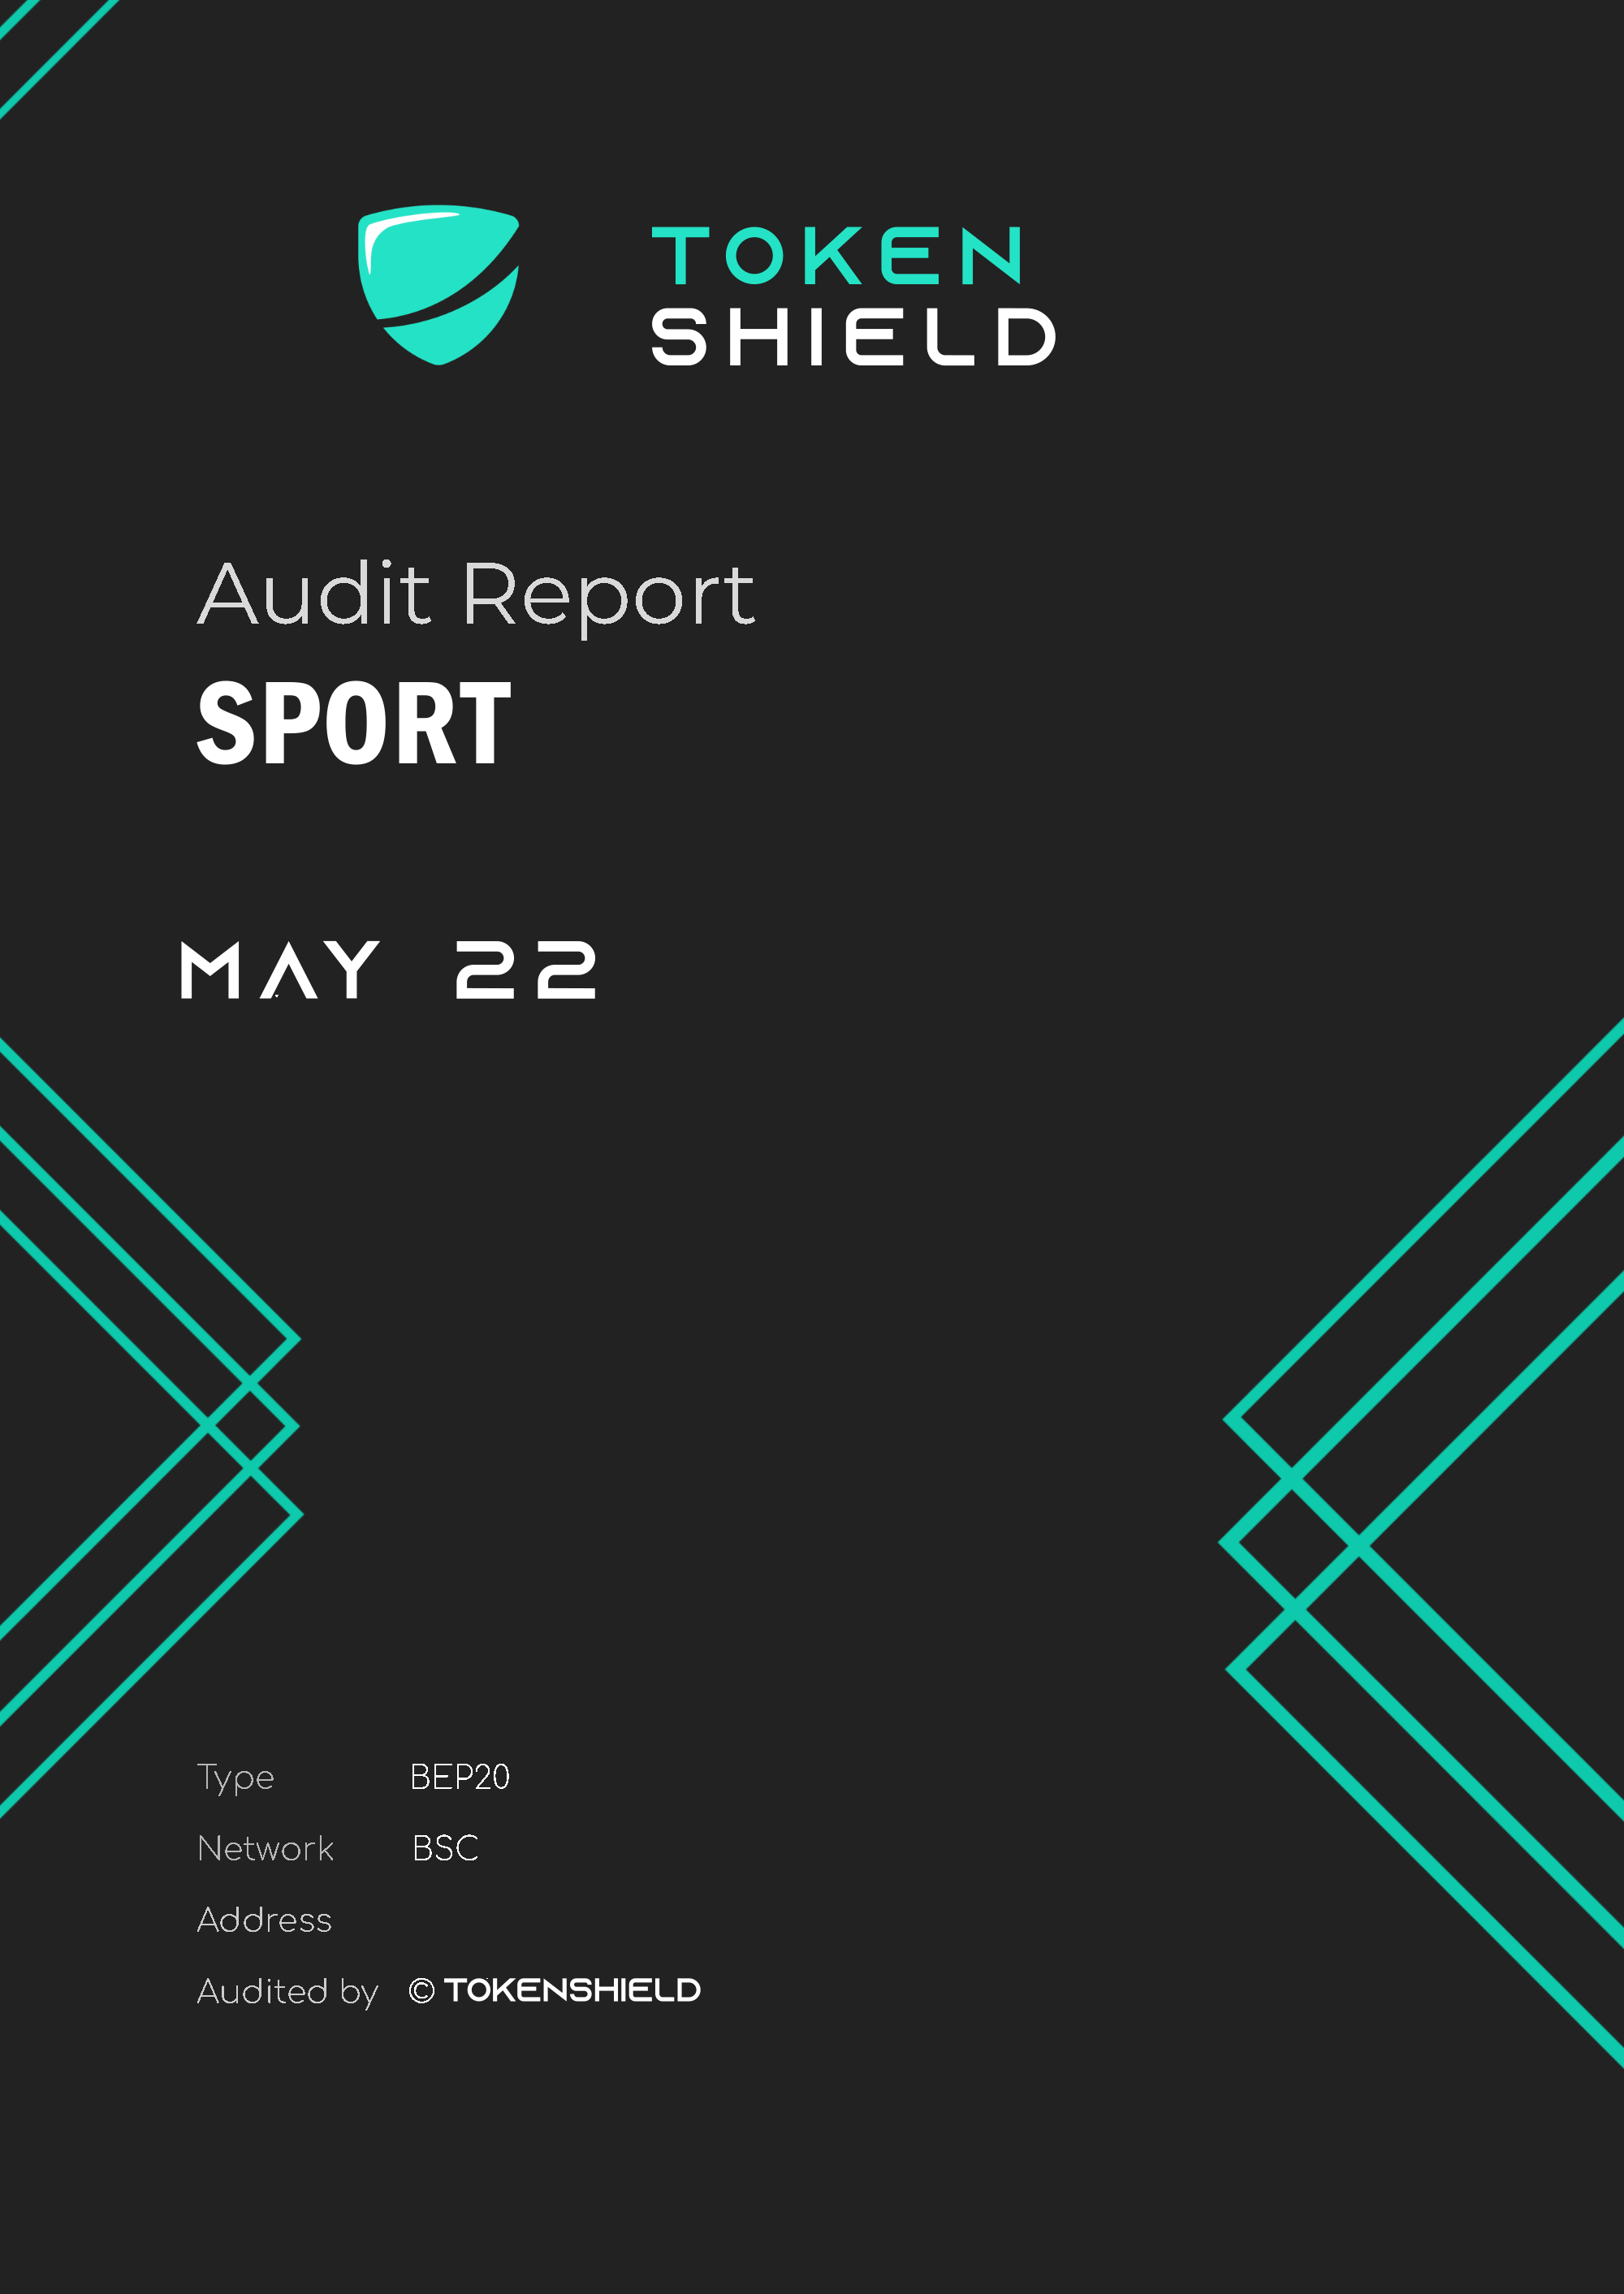 TOKEN
SHIELD
Audit Report
SPORT
MAY 22
Type BEP20
Network BSC
Address
Audited by © TOKENSHIELD